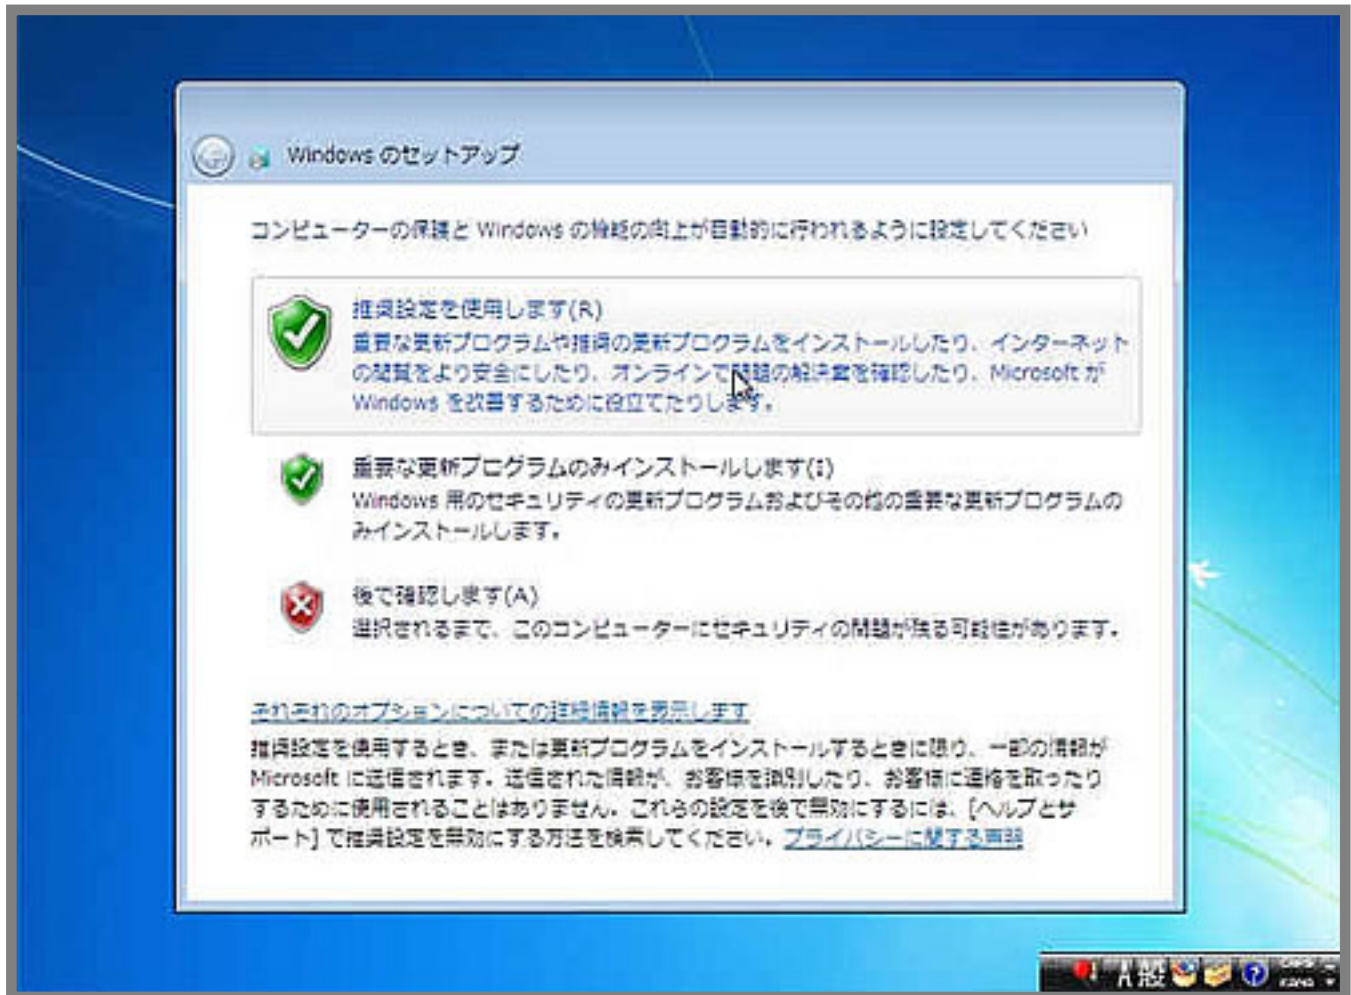 Windows のセットアップ
コンピューターの保護と Windows の機能の向上が自動的に行われるように設定してください
推奨設定を使用します(R)
重要な更新プログラムや推奨の更新プログラムをインストールしたり、インターネット
の閲覧をより安全にしたり、オンラインで問題の解決策を確認したり、Microsoft が
Windows を改善するために役立てたりします。
重要な更新プログラムのみインストールします(I)
Windows 用のセキュリティの更新プログラムおよびその他の重要な更新プログラムの
みインストールします。
後で確認します(A)
選択されるまで、このコンピューターにセキュリティの問題が残る可能性があります。
それぞれのオプションについての詳細情報を表示します
推奨設定を使用するとき、または更新プログラムをインストールするときに限り、一部の情報が
Microsoft に送信されます。送信された情報が、お客様を識別したり、お客様に連絡を取ったり
するために使用されることはありません。これらの設定を後で無効にするには、[ヘルプとサ
ポート] で推奨設定を無効にする方法を検索してください。プライバシーに関する声明
A 般
CAPS
KANA